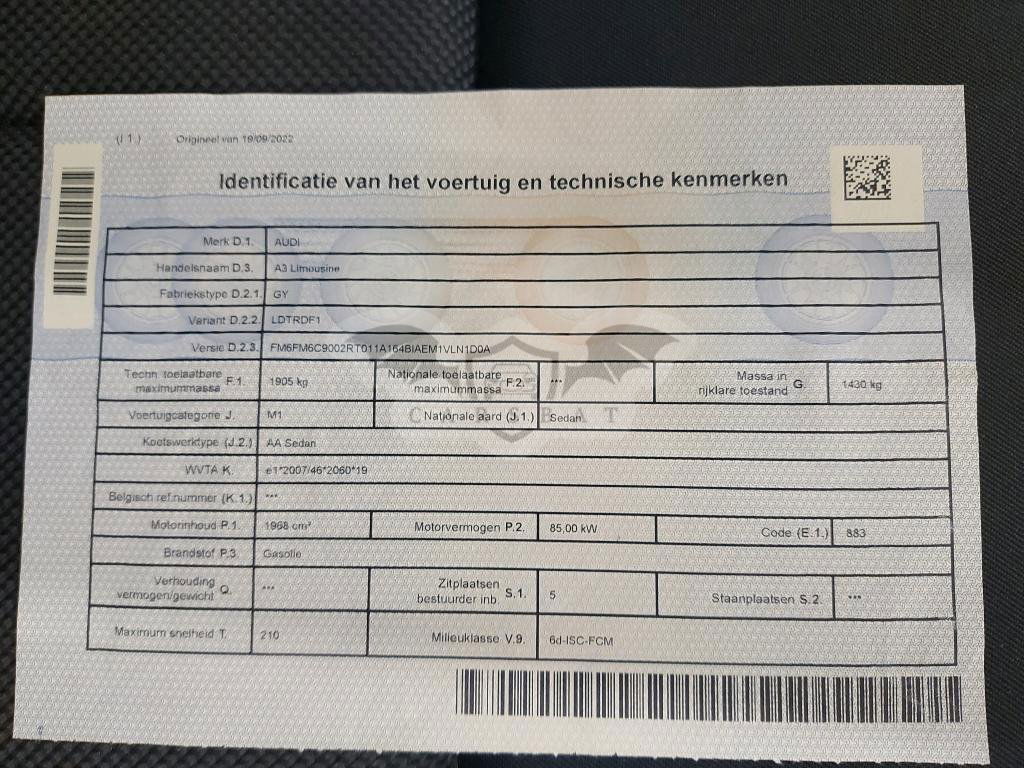 (J 1.) Origineel van 19/09/2022
Identificatie van het voertuig en technische kenmerken
Merk D.1. AUDI
Handelsnaam D.3. A3 Limousine
Fabriekstype D.2.1. GY
Variant D.2.2. LDTRDF1
Versie D.2.3. FM6FM6C9002RT011A164BIAEM1VLN1D0A
Techn. toelaatbare maximummassa F.1. 1905 kg Nationale toelaatbare maximummassa F.2. *** Massa in rijklare toestand G. 1430 kg
Voertuigcategorie J. M1 Nationale aard (J.1.) Sedan
Koetswerktype (J.2.) AA Sedan
WVTA K. e1*2007/46*2060*19
Belgisch ref.nummer (K.1.) ***
Motorinhoud P.1. 1968 cm³ Motorvermogen P.2. 85,00 kW Code (E.1.) 883
Brandstof P.3. Gasolie
Verhouding vermogen/gewicht Q. *** Zitplaatsen bestuurder inb. S.1. 5 Staanplaatsen S.2. ***
Maximum snelheid T. 210 Milieuklasse V.9. 6d-ISC-FCM